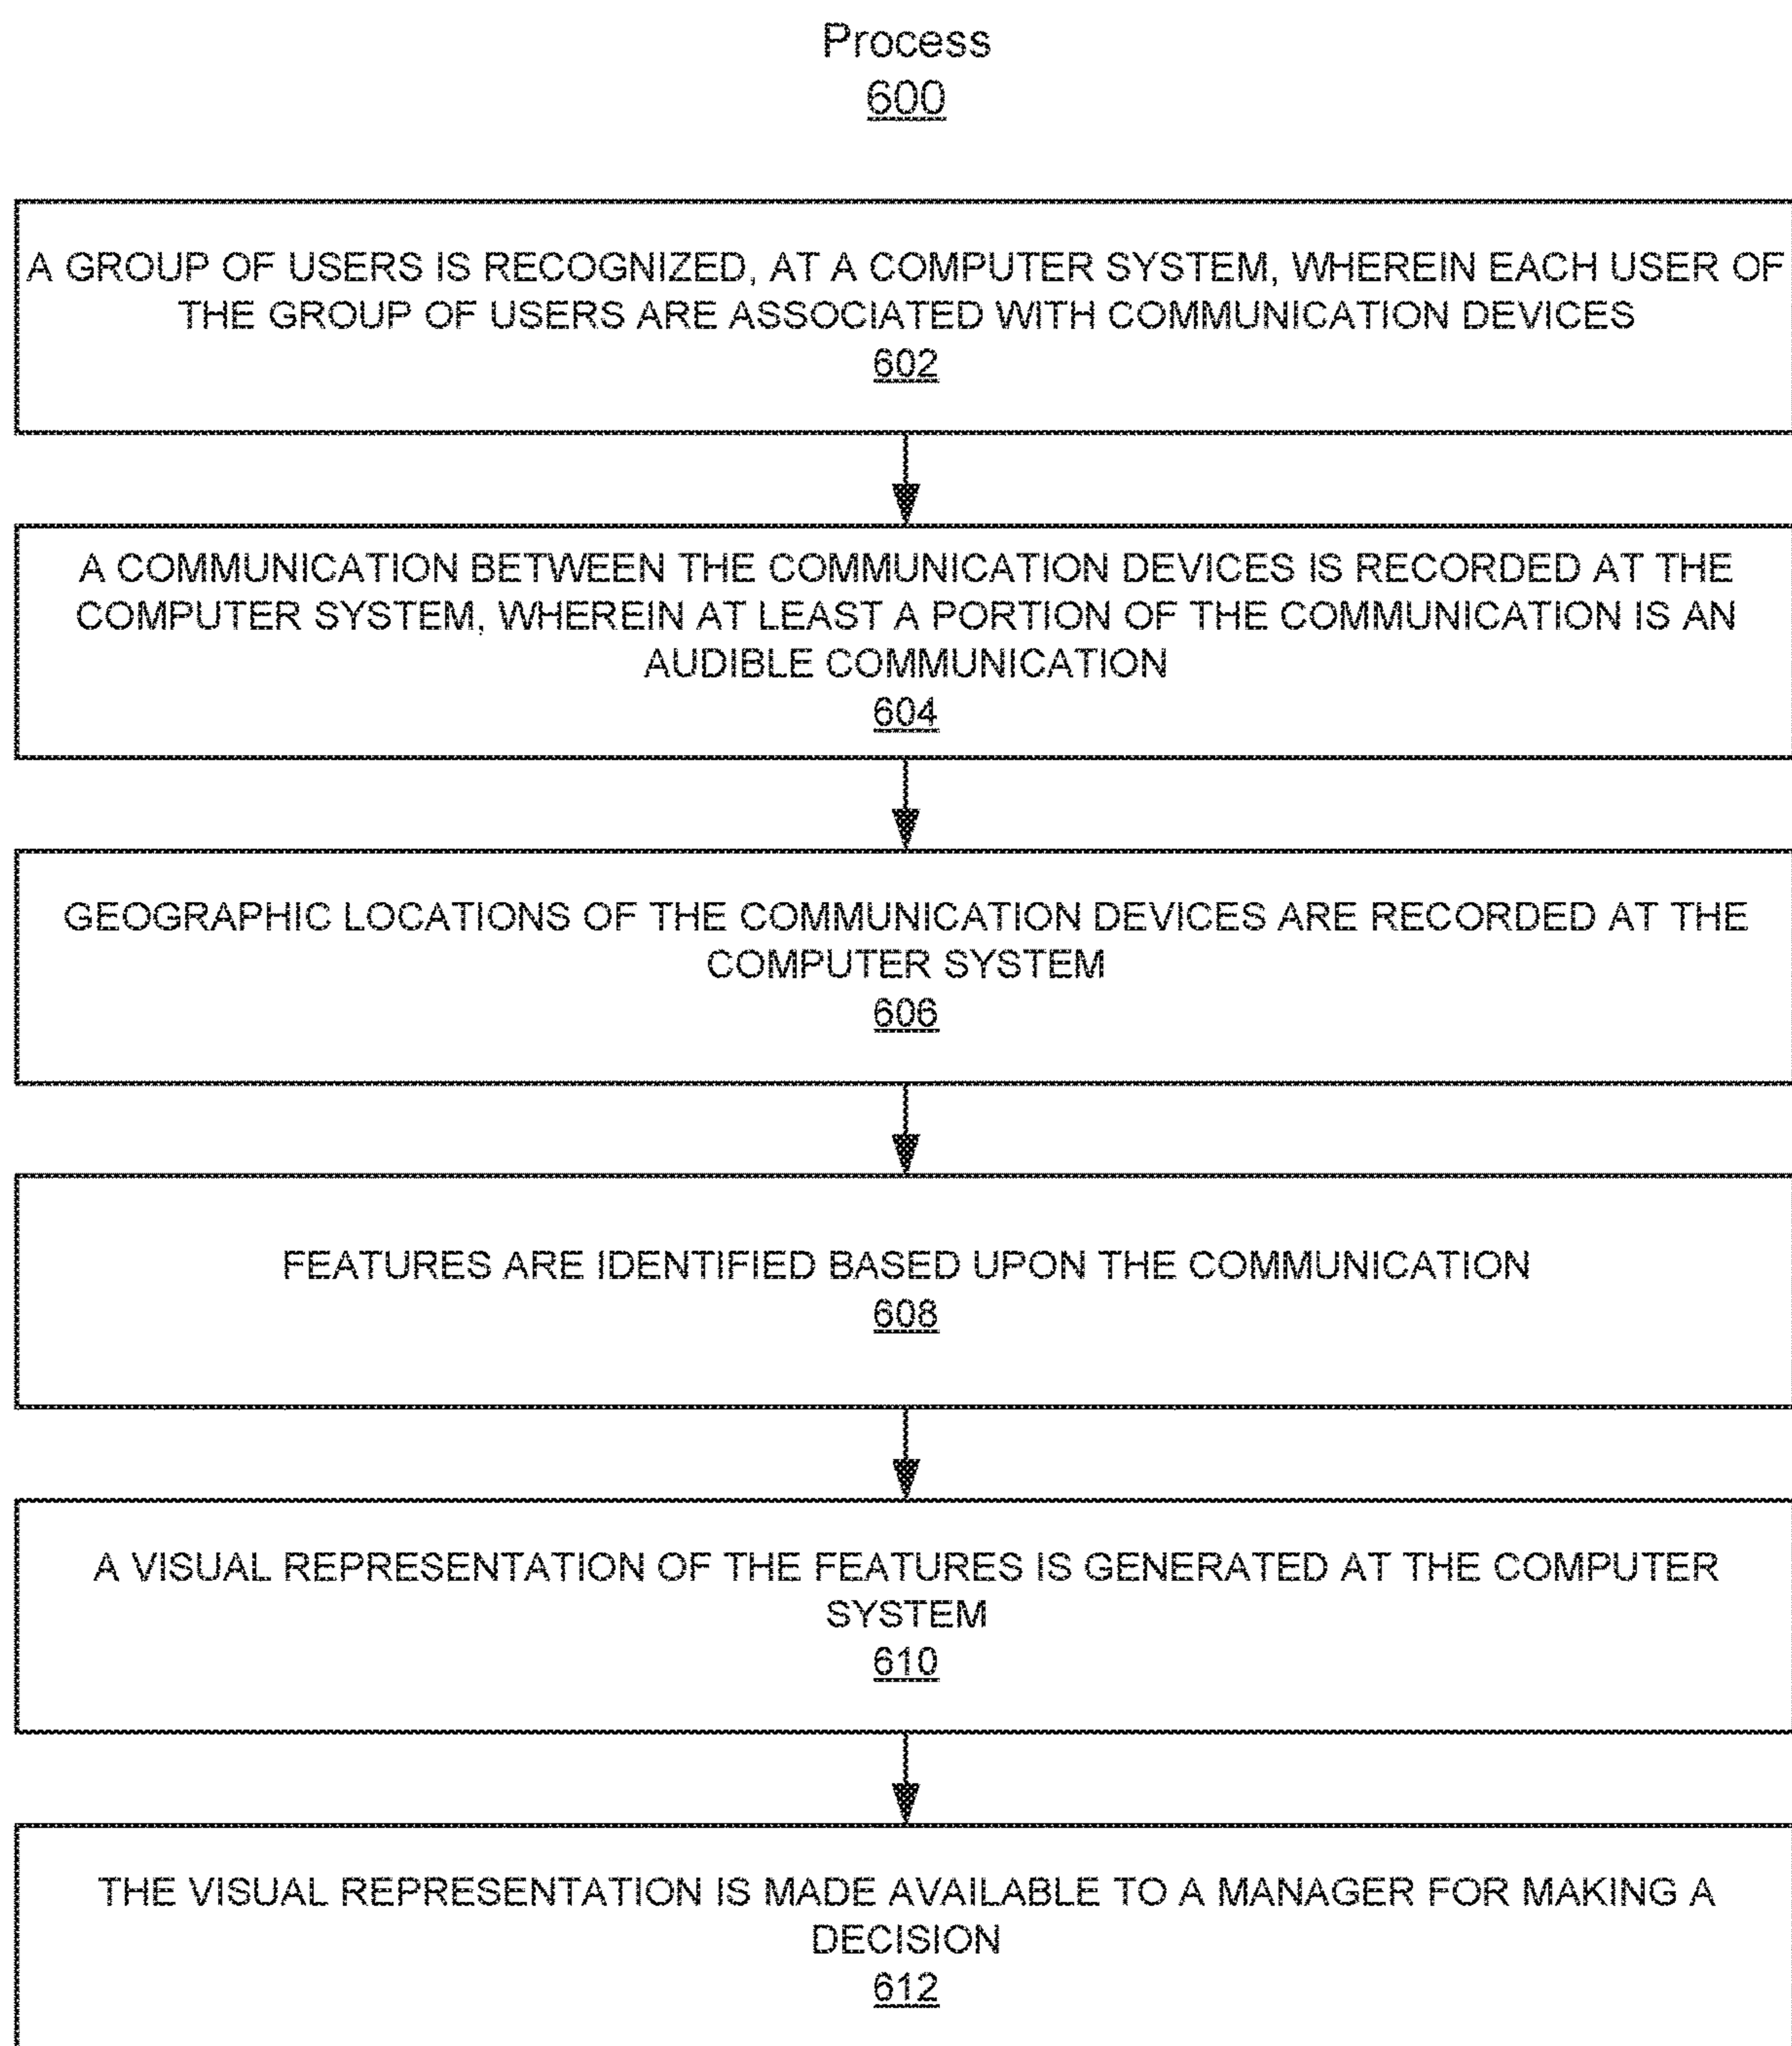 Process
600
A GROUP OF USERS IS RECOGNIZED, AT A COMPUTER SYSTEM, WHEREIN EACH USER OF
THE GROUP OF USERS ARE ASSOCIATED WITH COMMUNICATION DEVICES
602
A COMMUNICATION BETWEEN THE COMMUNICATION DEVICES IS RECORDED AT THE
COMPUTER SYSTEM, WHEREIN AT LEAST A PORTION OF THE COMMUNICATION IS AN
AUDIBLE COMMUNICATION
604
GEOGRAPHIC LOCATIONS OF THE COMMUNICATION DEVICES ARE RECORDED AT THE
COMPUTER SYSTEM
606
FEATURES ARE IDENTIFIED BASED UPON THE COMMUNICATION
608
A VISUAL REPRESENTATION OF THE FEATURES IS GENERATED AT THE COMPUTER
SYSTEM
610
THE VISUAL REPRESENTATION IS MADE AVAILABLE TO A MANAGER FOR MAKING A
DECISION
612